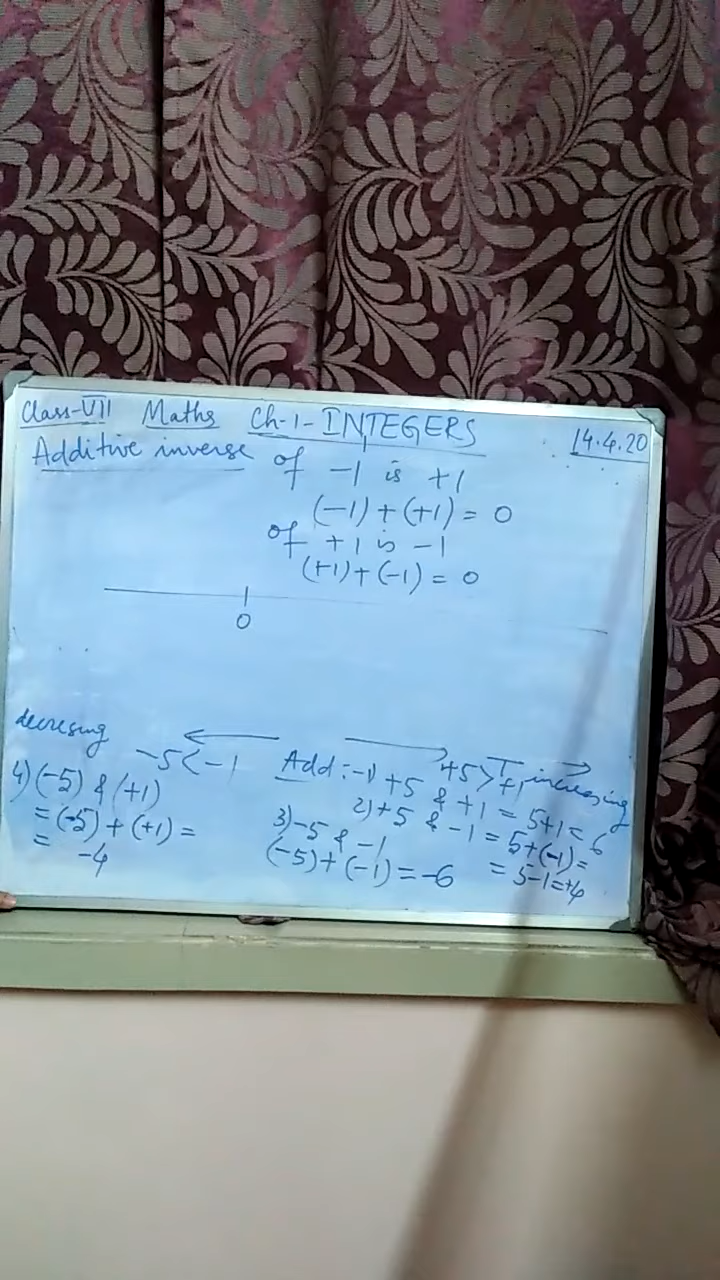 Class-VII Maths Ch-1-INTEGERS 14.4.20
Additive inverse of -1 is +1
(-1)+(+1) = 0
of +1 is -1
(+1)+(-1) = 0
0
decresing
-5<-1
+5>+1 increasing
Add:-1) +5 & +1 = 5+1 = 6
2)+5 & -1 = 5+(-1)=
= 5-1=+4
3)-5 & -1
(-5)+(-1)=-6
4)(-5) & (+1)
= (-5)+(+1) =
= -4